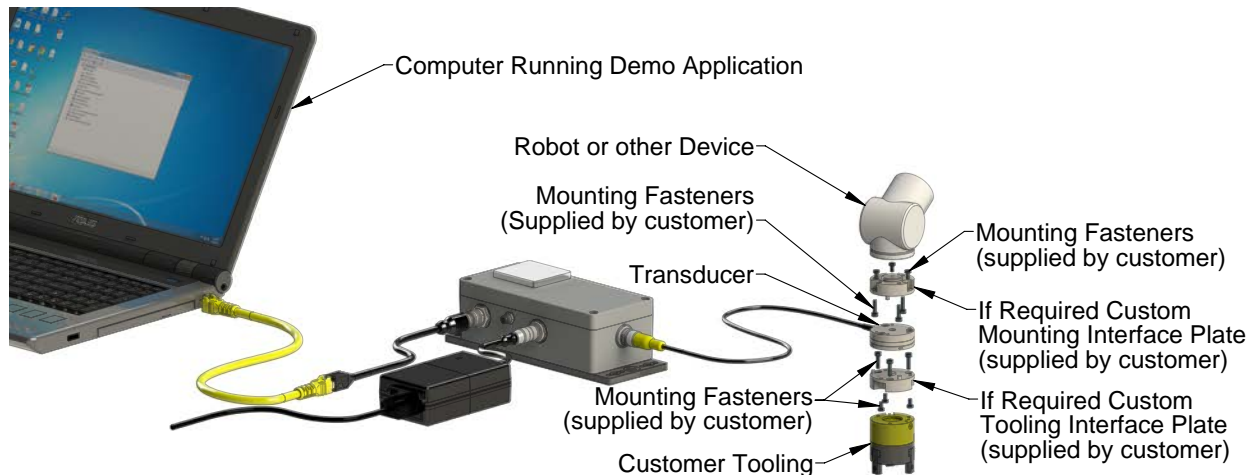 Computer Running Demo Application
Robot or other Device
Mounting Fasteners
(Supplied by customer)
Mounting Fasteners
(supplied by customer)
Transducer
If Required Custom
Mounting Interface Plate
(supplied by customer)
Mounting Fasteners
(supplied by customer)
If Required Custom
Tooling Interface Plate
(supplied by customer)
Customer Tooling
ASUS